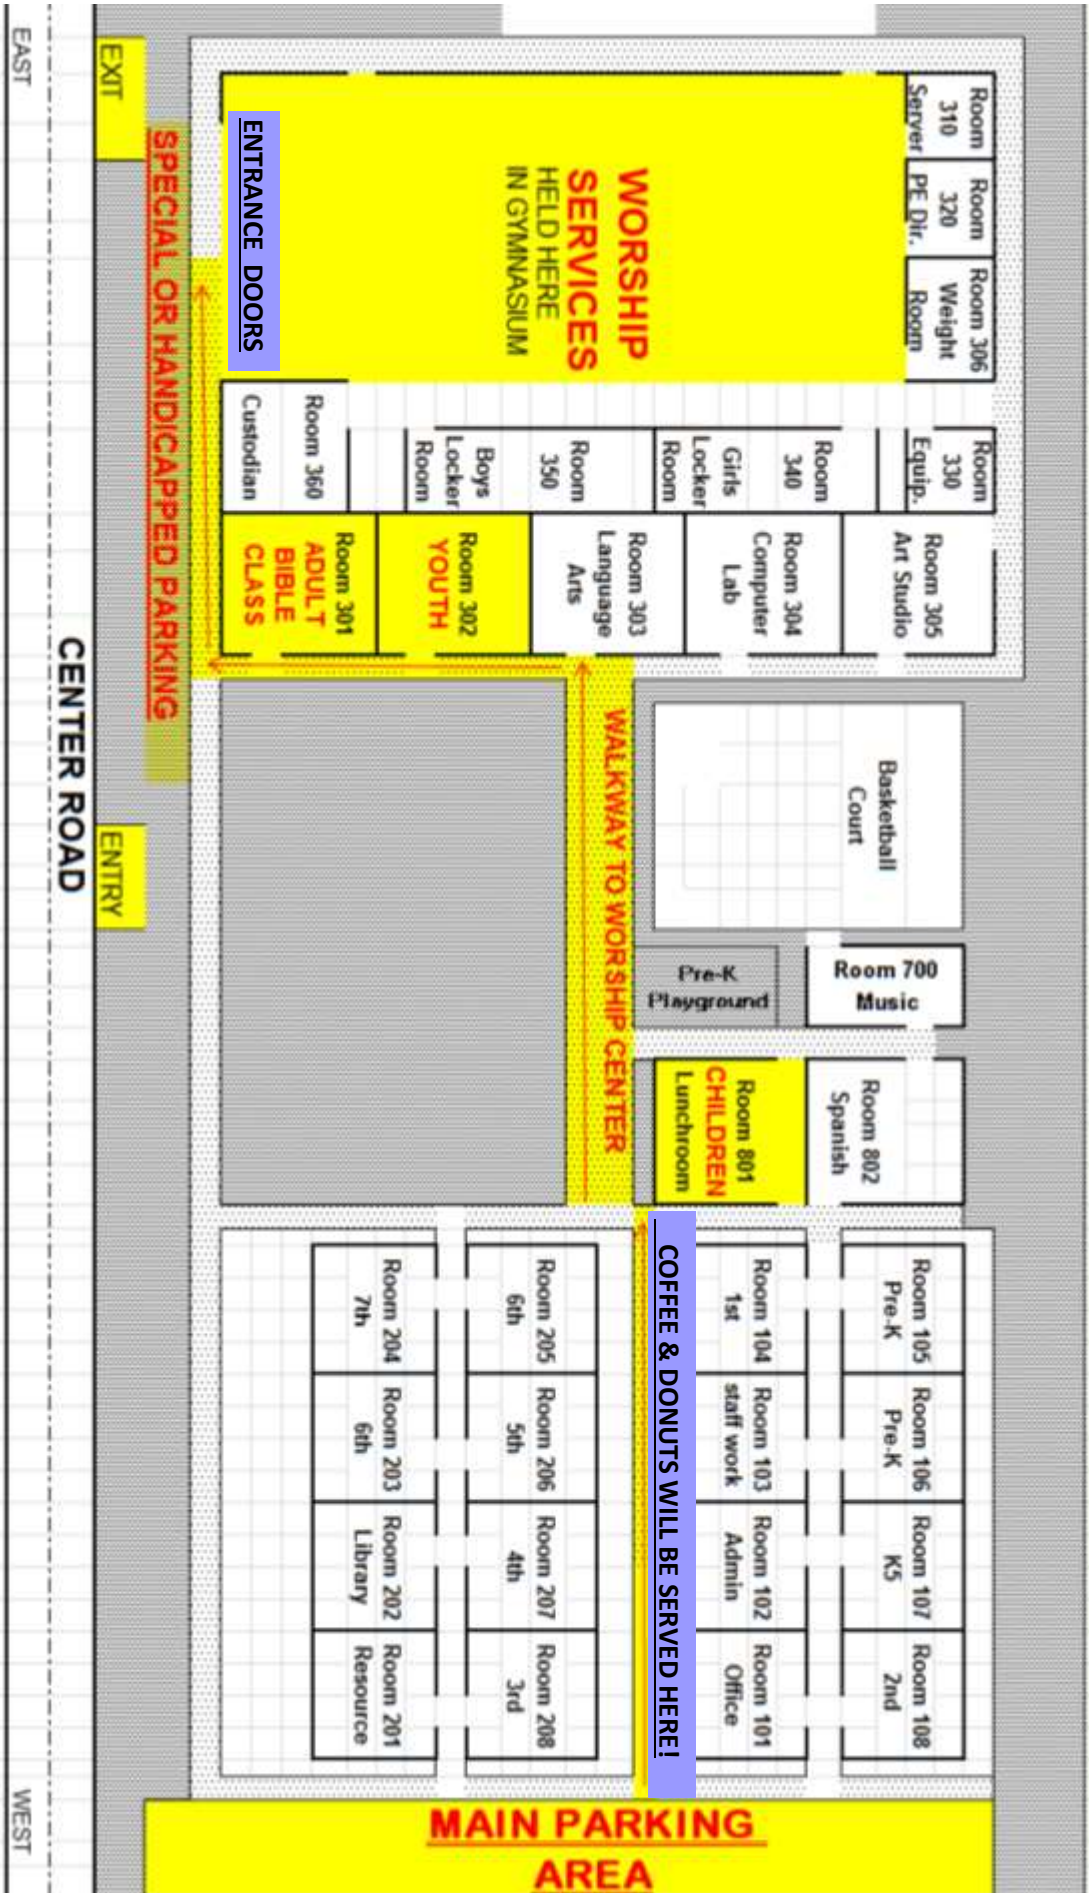 EAST
EXIT
SPECIAL OR HANDICAPPED PARKING
CENTER ROAD
ENTRY
WEST
ENTRANCE DOORS
WORSHIP
SERVICES
HELD HERE
IN GYMNASIUM
Room
310
Server
Room
320
PE Dir.
Room 306
Weight
Room
Room
330
Equip.
Room
340
Girls
Locker
Room
Room
350
Boys
Locker
Room
Room 360
Custodian
Room 305
Art Studio
Room 304
Computer
Lab
Room 303
Language
Arts
Room 302
YOUTH
Room 301
ADULT
BIBLE
CLASS
WALKWAY TO WORSHIP CENTER
Basketball
Court
Pre-K
Playground
Room 700
Music
Room 801
CHILDREN
Lunchroom
Room 802
Spanish
COFFEE & DONUTS WILL BE SERVED HERE!
Room 105
Pre-K
Room 106
Pre-K
Room 107
K5
Room 108
2nd
Room 104
1st
Room 103
staff work
Room 102
Admin
Room 101
Office
Room 205
6th
Room 206
5th
Room 207
4th
Room 208
3rd
Room 204
7th
Room 203
6th
Room 202
Library
Room 201
Resource
MAIN PARKING
AREA